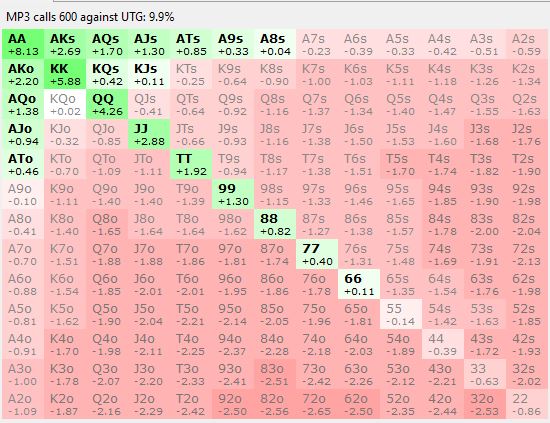 MP3 calls 600 against UTG: 9.9%
AA AKs AQs AJs ATs A9s A8s A7s A6s A5s A4s A3s A2s
+8.13 +2.69 +1.70 +1.30 +0.85 +0.33 +0.04 -0.23 -0.39 -0.33 -0.42 -0.51 -0.59
AKo KK KQs KJs KTs K9s K8s K7s K6s K5s K4s K3s K2s
+2.20 +5.88 +0.42 +0.11 -0.25 -0.64 -0.90 -1.00 -1.03 -1.11 -1.18 -1.26 -1.34
AQo KQo QQ QJs QTs Q9s Q8s Q7s Q6s Q5s Q4s Q3s Q2s
+1.38 +0.02 +4.26 -0.41 -0.55 -0.92 -1.16 -1.37 -1.34 -1.40 -1.47 -1.55 -1.63
AJo KJo QJo JJ JTs J9s J8s J7s J6s J5s J4s J3s J2s
+0.94 -0.32 -0.85 +2.88 -0.66 -0.93 -1.16 -1.38 -1.50 -1.53 -1.60 -1.68 -1.76
ATo KTo QTo JTo TT T9s T8s T7s T6s T5s T4s T3s T2s
+0.46 -0.70 -1.09 -1.10 +1.92 -0.94 -1.17 -1.38 -1.51 -1.70 -1.74 -1.82 -1.90
A9o K9o Q9o J9o T9o 99 98s 97s 96s 95s 94s 93s 92s
-0.10 -1.11 -1.40 -1.40 -1.39 +1.30 -1.15 -1.33 -1.46 -1.65 -1.85 -1.90 -1.98
A8o K8o Q8o J8o T8o 98o 88 87s 86s 85s 84s 83s 82s
-0.41 -1.40 -1.65 -1.64 -1.64 -1.62 +0.82 -1.27 -1.38 -1.57 -1.78 -2.00 -2.04
A7o K7o Q7o J7o T7o 97o 87o 77 76s 75s 74s 73s 72s
-0.70 -1.51 -1.88 -1.88 -1.86 -1.81 -1.74 +0.40 -1.31 -1.48 -1.69 -1.91 -2.13
A6o K6o Q6o J6o T6o 96o 86o 76o 66 65s 64s 63s 62s
-0.88 -1.54 -1.85 -2.01 -2.01 -1.95 -1.86 -1.78 +0.11 -1.35 -1.54 -1.76 -1.98
A5o K5o Q5o J5o T5o 95o 85o 75o 65o 55 54s 53s 52s
-0.81 -1.62 -1.90 -2.04 -2.21 -2.14 -2.05 -1.96 -1.81 -0.14 -1.42 -1.63 -1.85
A4o K4o Q4o J4o T4o 94o 84o 74o 64o 54o 44 43s 42s
-0.91 -1.70 -1.98 -2.11 -2.25 -2.37 -2.28 -2.18 -2.03 -1.89 -0.39 -1.72 -1.93
A3o K3o Q3o J3o T3o 93o 83o 73o 63o 53o 43o 33 32s
-1.00 -1.78 -2.07 -2.20 -2.33 -2.41 -2.51 -2.42 -2.26 -2.12 -2.21 -0.63 -2.02
A2o K2o Q2o J2o T2o 92o 82o 72o 62o 52o 42o 32o 22
-1.09 -1.87 -2.16 -2.29 -2.42 -2.50 -2.56 -2.65 -2.50 -2.35 -2.44 -2.53 -0.86